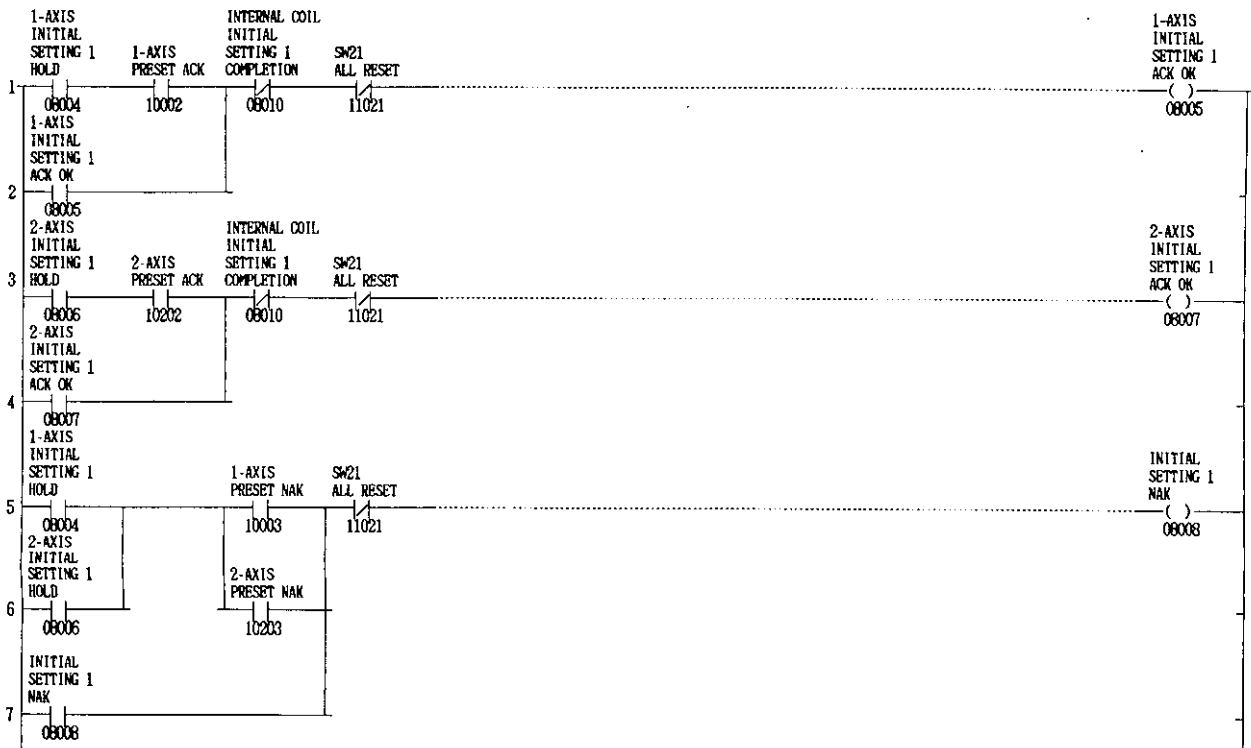 1-AXIS
INITIAL
SETTING 1
HOLD
08004
1-AXIS
PRESET ACK
10002
INTERNAL COIL
INITIAL
SETTING 1
COMPLETION
08010
SW21
ALL RESET
11021
1-AXIS
INITIAL
SETTING 1
ACK OK
08005
1
1-AXIS
INITIAL
SETTING 1
ACK OK
08005
2
2-AXIS
INITIAL
SETTING 1
HOLD
08006
2-AXIS
PRESET ACK
10202
INTERNAL COIL
INITIAL
SETTING 1
COMPLETION
08010
SW21
ALL RESET
11021
2-AXIS
INITIAL
SETTING 1
ACK OK
08007
3
2-AXIS
INITIAL
SETTING 1
ACK OK
08007
4
1-AXIS
INITIAL
SETTING 1
HOLD
08004
1-AXIS
PRESET NAK
10003
SW21
ALL RESET
11021
INITIAL
SETTING 1
NAK
08008
5
2-AXIS
INITIAL
SETTING 1
HOLD
08006
2-AXIS
PRESET NAK
10203
6
INITIAL
SETTING 1
NAK
08008
7